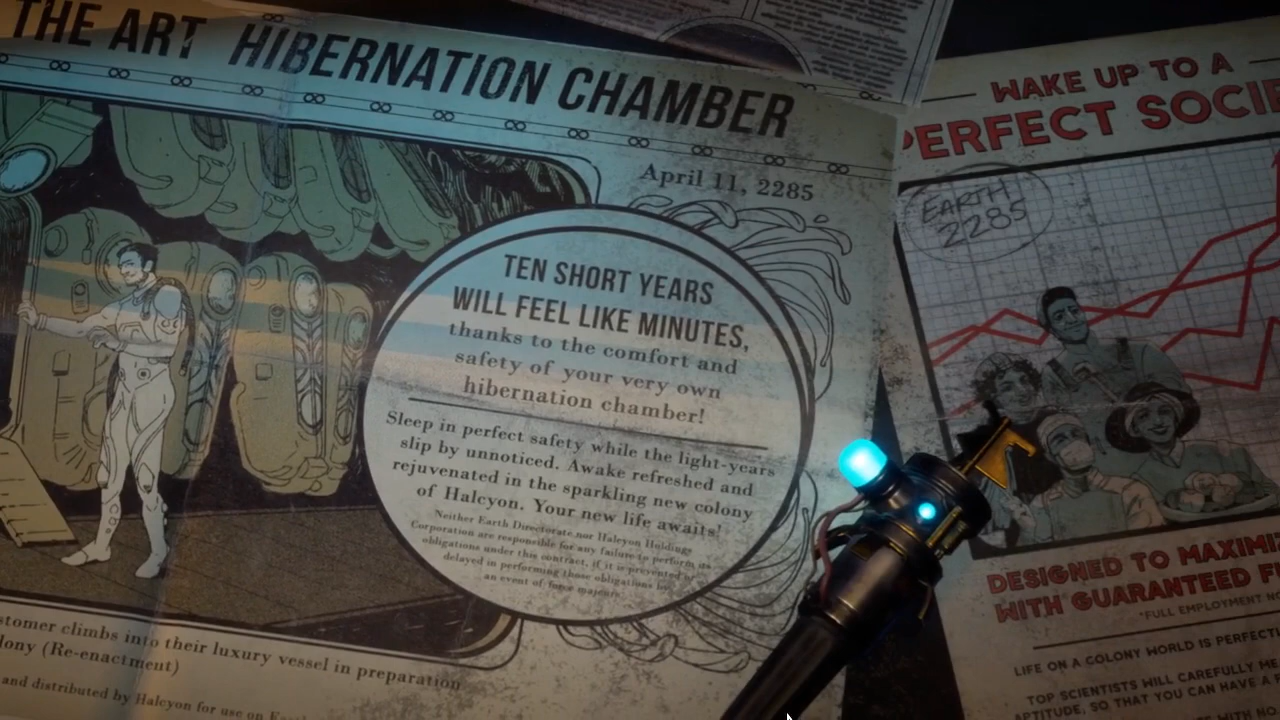 THE ART HIBERNATION CHAMBER
April 11, 2285
TEN SHORT YEARS
WILL FEEL LIKE MINUTES,
thanks to the comfort and
safety of your very own
hibernation chamber!
Sleep in perfect safety while the light-years
slip by unnoticed. Awake refreshed and
rejuvenated in the sparkling new colony
of Halcyon. Your new life awaits!
Neither Earth Directorate nor Halcyon Holdings
Corporation are responsible for any failure to perform its
obligations under this contract, if it is prevented or
delayed in performing those obligations by
an event of force majeure.
stomer climbs into their luxury vessel in preparation
lony (Re-enactment)
and distributed by Halcyon for use on
WAKE UP TO A
PERFECT SOCIE
EARTH
2285
DESIGNED TO MAXIMI
WITH GUARANTEED
*FULL EMPLOYMENT
LIFE ON A COLONY WORLD IS PERFECT
TOP SCIENTISTS WILL CAREFULLY
APTITUDE, SO THAT YOU CAN HAVE A
WITH NO